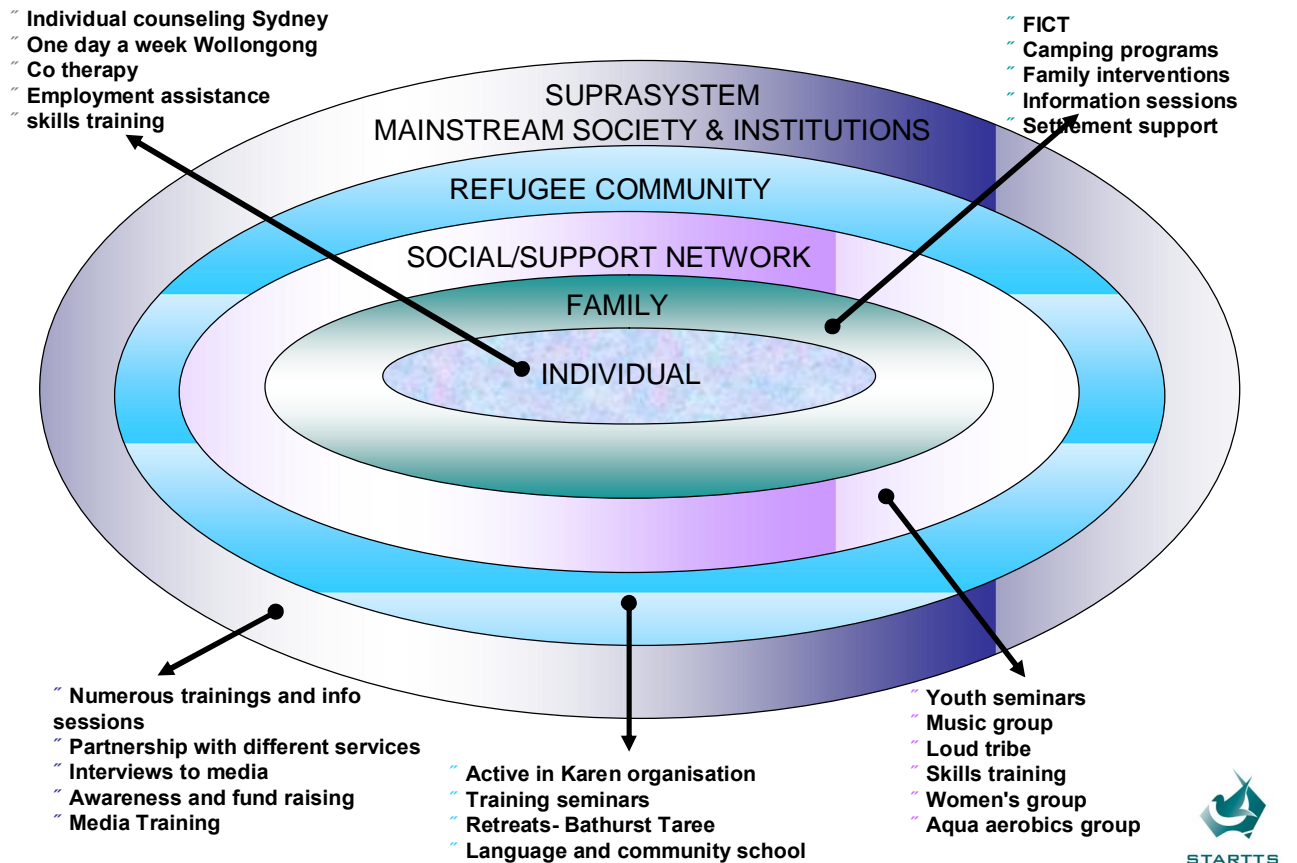 ˝ Individual counseling Sydney
˝ One day a week Wollongong
˝ Co therapy
˝ Employment assistance
˝ skills training
˝ FICT
˝ Camping programs
˝ Family interventions
˝ Information sessions
˝ Settlement support
SUPRASYSTEM
MAINSTREAM SOCIETY & INSTITUTIONS
REFUGEE COMMUNITY
SOCIAL/SUPPORT NETWORK
FAMILY
INDIVIDUAL
˝ Numerous trainings and info
sessions
˝ Partnership with different services
˝ Interviews to media
˝ Awareness and fund raising
˝ Media Training
˝ Active in Karen organisation
˝ Training seminars
˝ Retreats- Bathurst Taree
˝ Language and community school
˝ Youth seminars
˝ Music group
˝ Loud tribe
˝ Skills training
˝ Women's group
˝ Aqua aerobics group
STARTTS